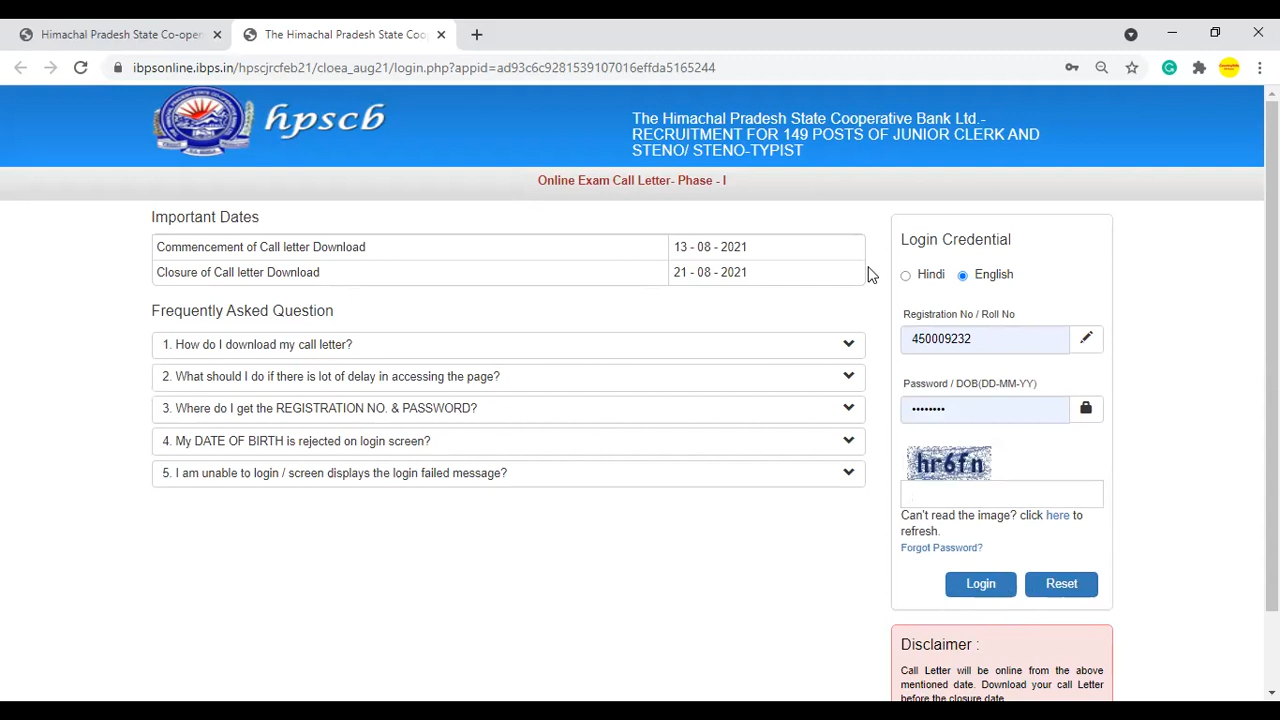 Himachal Pradesh State Co-oper
The Himachal Pradesh State Coo
ibpsonline.ibps.in/hpscjrcfeb21/cloea_aug21/login.php?appid=ad93c6c9281539107016effda5165244
hpscb
The Himachal Pradesh State Cooperative Bank Ltd.-
RECRUITMENT FOR 149 POSTS OF JUNIOR CLERK AND
STENO/ STENO-TYPIST
Online Exam Call Letter- Phase - I
Important Dates
Commencement of Call letter Download 13 - 08 - 2021
Closure of Call letter Download 21 - 08 - 2021
Frequently Asked Question
1. How do I download my call letter?
2. What should I do if there is lot of delay in accessing the page?
3. Where do I get the REGISTRATION NO. & PASSWORD?
4. My DATE OF BIRTH is rejected on login screen?
5. I am unable to login / screen displays the login failed message?
Login Credential
Hindi English
Registration No / Roll No
450009232
Password / DOB(DD-MM-YY)
••••••••
hr6fn
Can't read the image? click here to
refresh.
Forgot Password?
Login Reset
Disclaimer :
Call Letter will be online from the above
mentioned date. Download your call Letter
before the closure date.